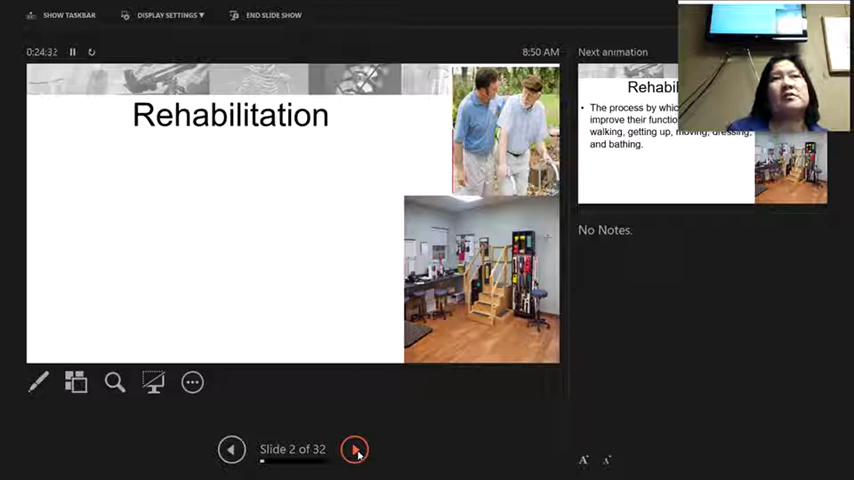 SHOW TASKBAR
DISPLAY SETTINGS ▾
END SLIDE SHOW
0:24:32
8:50 AM
Next animation
Rehabilitation
Rehabil
• The process by which
improve their functio
walking, getting up, moving, dressing,
and bathing.
No Notes.
Slide 2 of 32
A
A